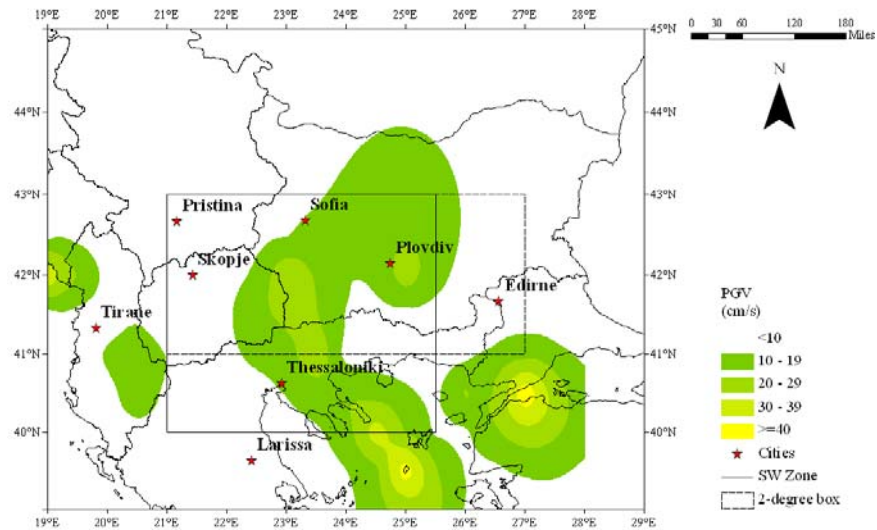 19°E 20°E 21°E 22°E 23°E 24°E 25°E 26°E 27°E 28°E
45°N
44°N 44°N
43°N 43°N
42°N 42°N
41°N 41°N
40°N 40°N
Pristina
Sofia
Skopje
Plovdiv
Edirne
Tirane
Thessaloniki
Larissa
19°E 20°E 21°E 22°E 23°E 24°E 25°E 26°E 27°E 28°E
0 30 60 120 180
Miles
N
PGV
(cm/s)
<10
10 - 19
20 - 29
30 - 39
>=40
Cities
SW Zone
2-degree box